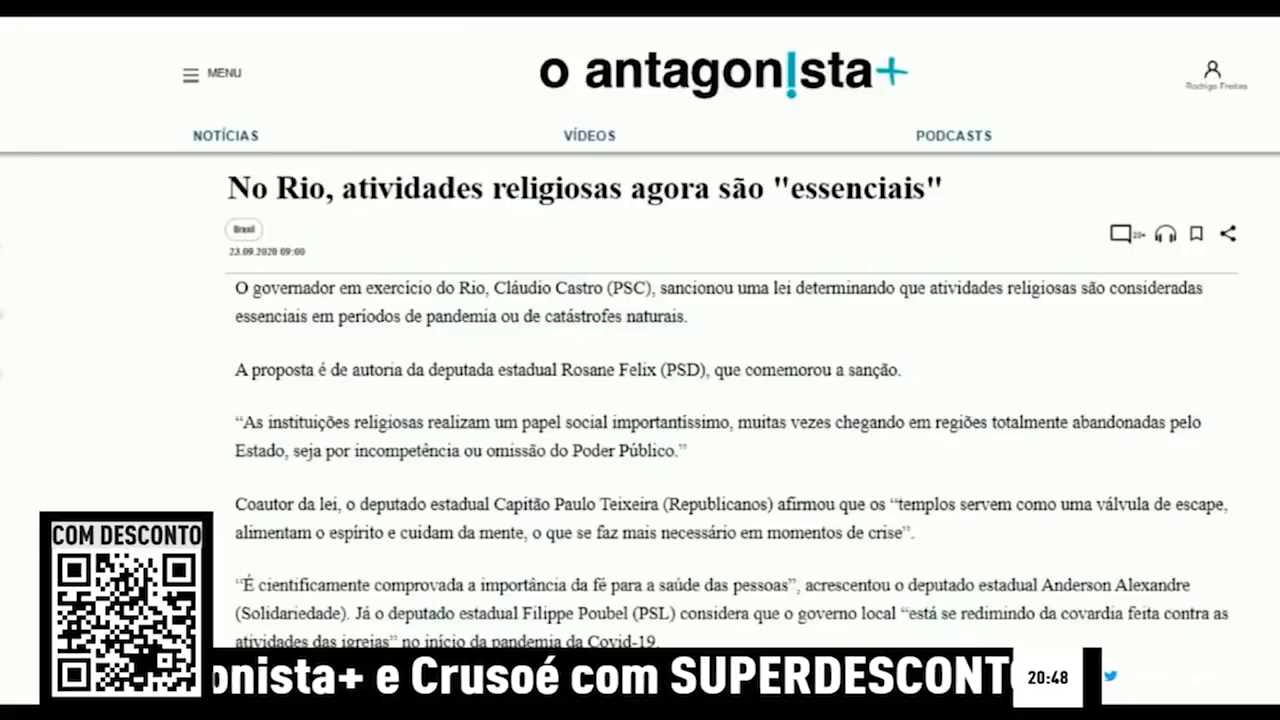 MENU
o antagonista+
Rodrigo Freitas
NOTÍCIAS
VÍDEOS
PODCASTS
No Rio, atividades religiosas agora são "essenciais"
Brasil
23.09.2020 09:00
O governador em exercício do Rio, Cláudio Castro (PSC), sancionou uma lei determinando que atividades religiosas são consideradas
essenciais em períodos de pandemia ou de catástrofes naturais.
A proposta é de autoria da deputada estadual Rosane Felix (PSD), que comemorou a sanção.
“As instituições religiosas realizam um papel social importantíssimo, muitas vezes chegando em regiões totalmente abandonadas pelo
Estado, seja por incompetência ou omissão do Poder Público.”
Coautor da lei, o deputado estadual Capitão Paulo Teixeira (Republicanos) afirmou que os “templos servem como uma válvula de escape,
alimentam o espírito e cuidam da mente, o que se faz mais necessário em momentos de crise”.
“É cientificamente comprovada a importância da fé para a saúde das pessoas”, acrescentou o deputado estadual Anderson Alexandre
(Solidariedade). Já o deputado estadual Filippe Poubel (PSL) considera que o governo local “está se redimindo da covardia feita contra as
atividades das igrejas” no início da pandemia da Covid-19.
COM DESCONTO
onista+ e Crusoé com SUPERDESCONTO
20:48